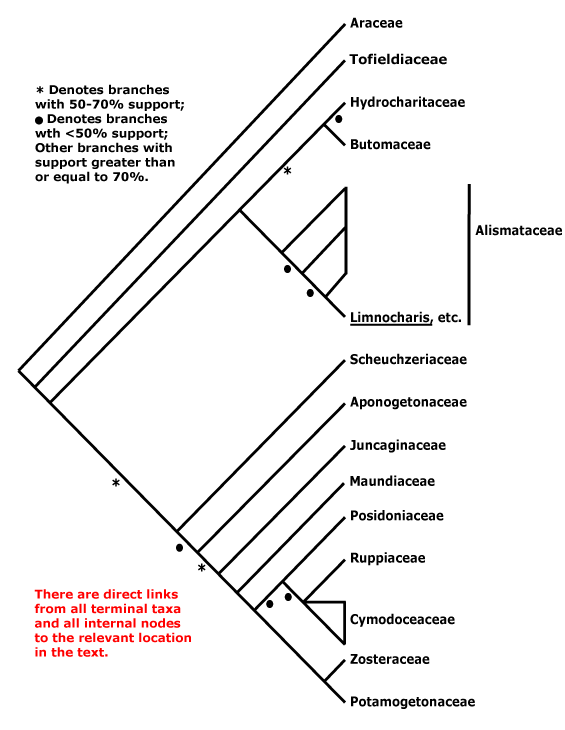 Araceae
Tofieldiaceae
* Denotes branches
with 50-70% support;
● Denotes branches
wth <50% support;
Other branches with
support greater than
or equal to 70%.
Hydrocharitaceae
Butomaceae
*
Alismataceae
Limnocharis, etc.
Scheuchzeriaceae
Aponogetonaceae
Juncaginaceae
Maundiaceae
*
Posidoniaceae
Ruppiaceae
*
There are direct links
from all terminal taxa
and all internal nodes
to the relevant location
in the text.
Cymodoceaceae
Zosteraceae
Potamogetonaceae